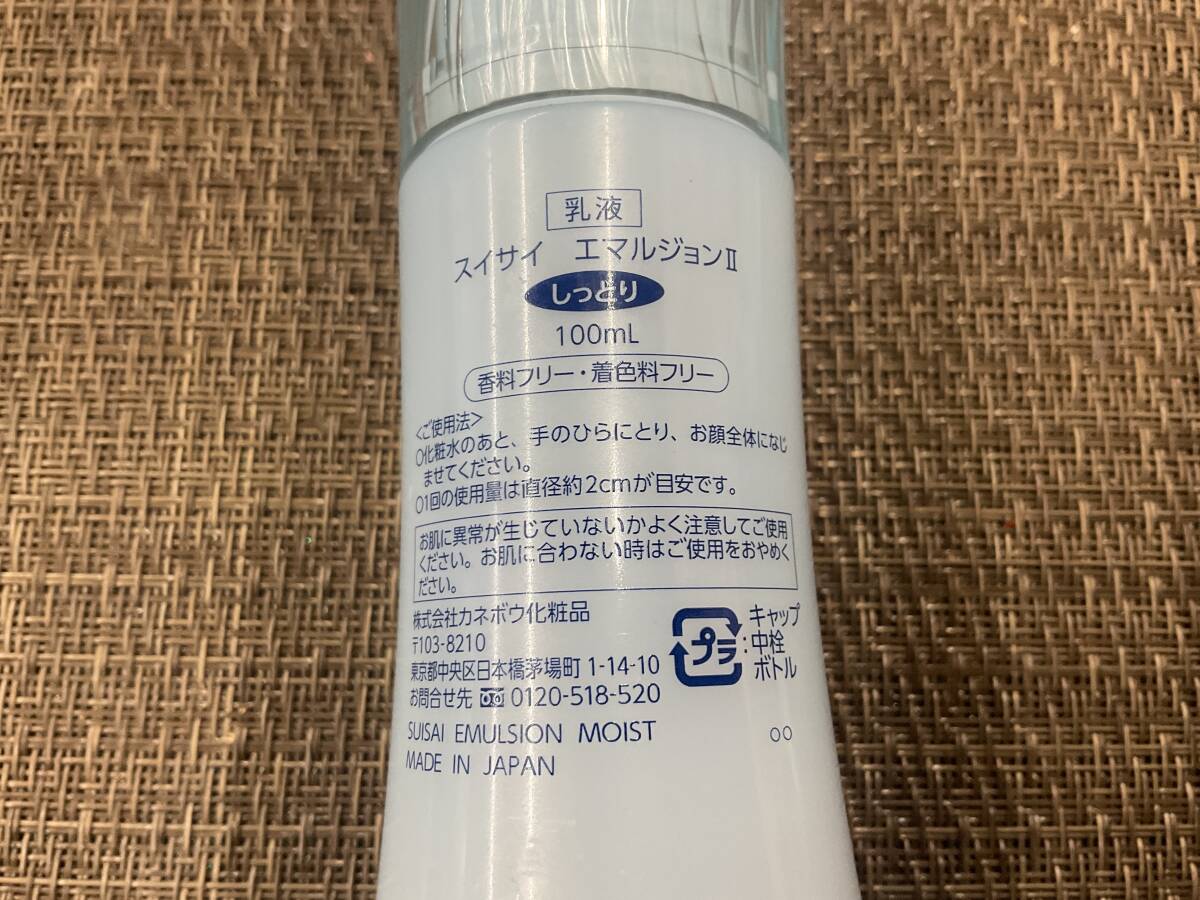 乳液
スイサイ エマルジョンⅡ
しっとり
100mL
香料フリー・着色料フリー
<ご使用法>
○化粧水のあと、手のひらにとり、お顔全体になじ
ませてください。
○1回の使用量は直径約2cmが目安です。
お肌に異常が生じていないかよく注意してご使用
ください。お肌に合わない時はご使用をおやめく
ださい。
株式会社カネボウ化粧品
〒103-8210
東京都中央区日本橋茅場町 1-14-10
お問合せ先 0120-518-520
プラ
キャップ
:中栓
ボトル
SUISAI EMULSION MOIST
OO
MADE IN JAPAN